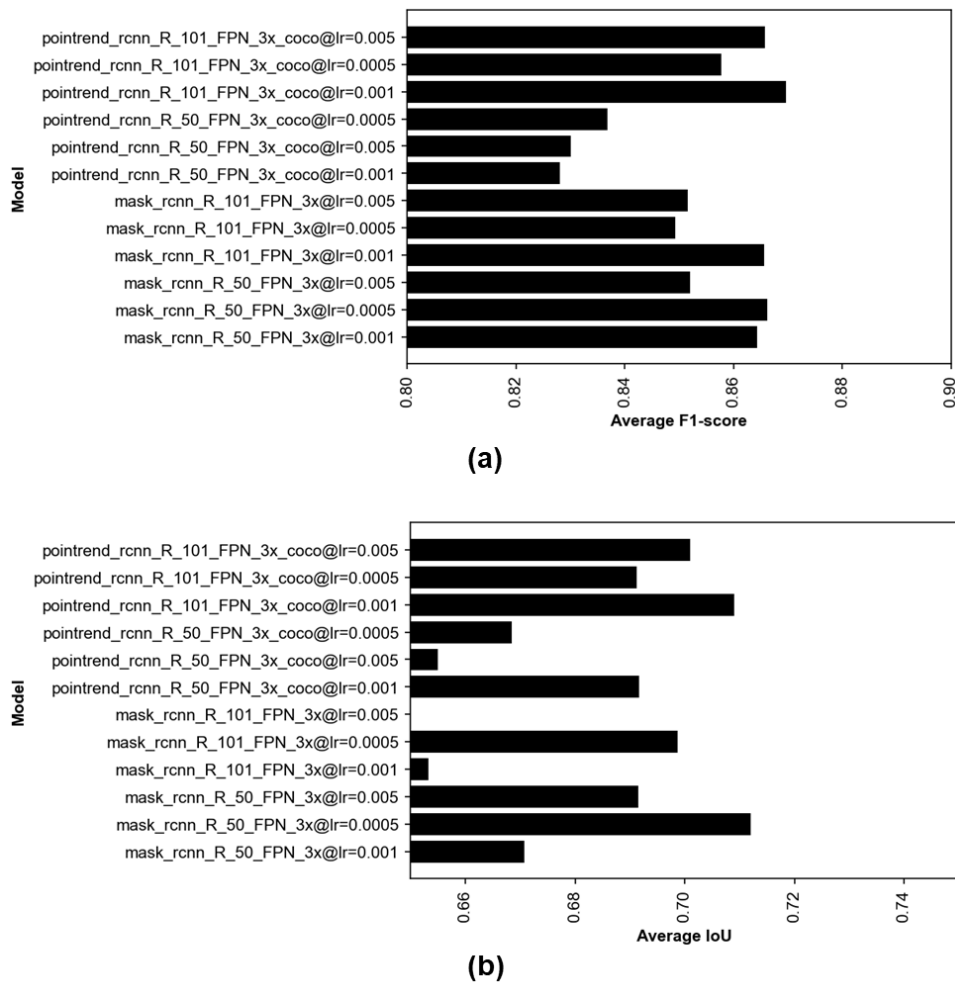 pointrend_rcnn_R_101_FPN_3x_coco@lr=0.005
pointrend_rcnn_R_101_FPN_3x_coco@lr=0.0005
pointrend_rcnn_R_101_FPN_3x_coco@lr=0.001
pointrend_rcnn_R_50_FPN_3x_coco@lr=0.0005
pointrend_rcnn_R_50_FPN_3x_coco@lr=0.005
pointrend_rcnn_R_50_FPN_3x_coco@lr=0.001
mask_rcnn_R_101_FPN_3x@lr=0.005
mask_rcnn_R_101_FPN_3x@lr=0.0005
mask_rcnn_R_101_FPN_3x@lr=0.001
mask_rcnn_R_50_FPN_3x@lr=0.005
mask_rcnn_R_50_FPN_3x@lr=0.0005
mask_rcnn_R_50_FPN_3x@lr=0.001
Model
0.80 0.82 0.84 0.86 0.88 0.90
Average F1-score
(a)
pointrend_rcnn_R_101_FPN_3x_coco@lr=0.005
pointrend_rcnn_R_101_FPN_3x_coco@lr=0.0005
pointrend_rcnn_R_101_FPN_3x_coco@lr=0.001
pointrend_rcnn_R_50_FPN_3x_coco@lr=0.0005
pointrend_rcnn_R_50_FPN_3x_coco@lr=0.005
pointrend_rcnn_R_50_FPN_3x_coco@lr=0.001
mask_rcnn_R_101_FPN_3x@lr=0.005
mask_rcnn_R_101_FPN_3x@lr=0.0005
mask_rcnn_R_101_FPN_3x@lr=0.001
mask_rcnn_R_50_FPN_3x@lr=0.005
mask_rcnn_R_50_FPN_3x@lr=0.0005
mask_rcnn_R_50_FPN_3x@lr=0.001
Model
0.66 0.68 0.70 0.72 0.74
Average IoU
(b)